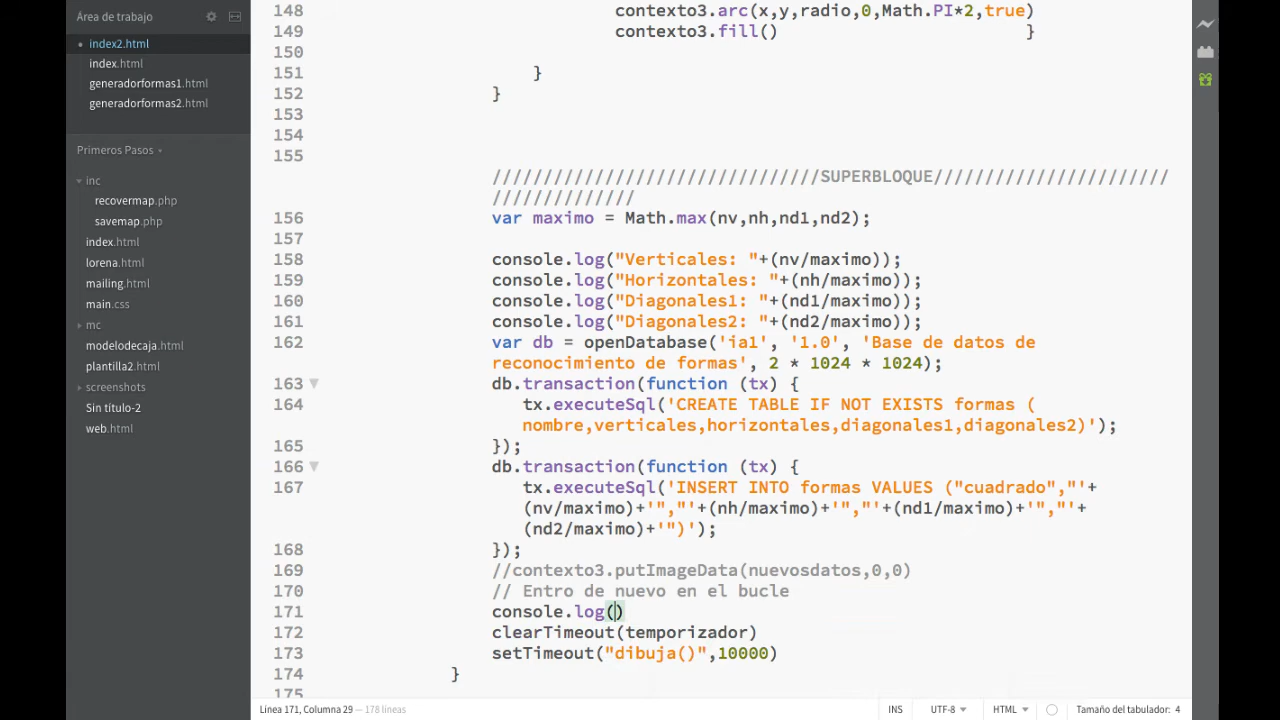 Área de trabajo
index2.html
index.html
generadorformas1.html
generadorformas2.html
Primeros Pasos
inc
recovermap.php
savemap.php
index.html
lorena.html
mailing.html
main.css
mc
modelodecaja.html
plantilla2.html
screenshots
Sin título-2
web.html
148 contexto3.arc(x,y,radio,0,Math.PI*2,true)
149 contexto3.fill() }
150
151 }
152 }
153
154
155
////////////////////////////////SUPERBLOQUE///////////////////////
//////////////
156 var maximo = Math.max(nv,nh,nd1,nd2);
157
158 console.log("Verticales: "+(nv/maximo));
159 console.log("Horizontales: "+(nh/maximo));
160 console.log("Diagonales1: "+(nd1/maximo));
161 console.log("Diagonales2: "+(nd2/maximo));
162 var db = openDatabase('ia1', '1.0', 'Base de datos de
reconocimiento de formas', 2 * 1024 * 1024);
163 db.transaction(function (tx) {
164 tx.executeSql('CREATE TABLE IF NOT EXISTS formas (
nombre,verticales,horizontales,diagonales1,diagonales2)');
165 });
166 db.transaction(function (tx) {
167 tx.executeSql('INSERT INTO formas VALUES ("cuadrado","'+
(nv/maximo)+'","'+(nh/maximo)+'","'+(nd1/maximo)+'","'+
(nd2/maximo)+'")');
168 });
169 //contexto3.putImageData(nuevosdatos,0,0)
170 // Entro de nuevo en el bucle
171 console.log()
172 clearTimeout(temporizador)
173 setTimeout("dibuja()",10000)
174 }
175
Línea 171, Columna 29 — 178 líneas
INS UTF-8 HTML Tamaño del tabulador: 4